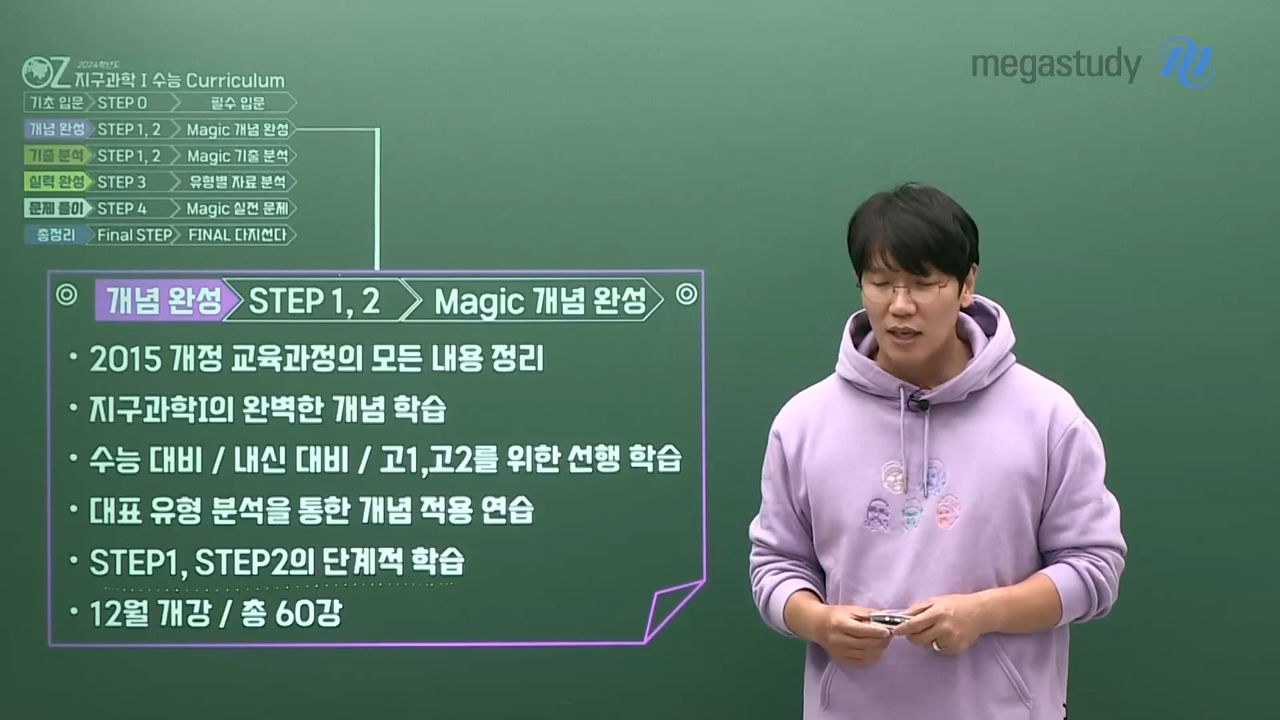 OZ 2024학년도
지구과학 I 수능 Curriculum
기초 입문 STEP 0 필수 입문
개념 완성 STEP 1, 2 Magic 개념 완성
기출 분석 STEP 1, 2 Magic 기출 분석
실력 완성 STEP 3 유형별 자료 분석
문제 풀이 STEP 4 Magic 실전 문제
총정리 Final STEP FINAL 다지선다
megastudy m
개념 완성 STEP 1, 2 Magic 개념 완성
• 2015 개정 교육과정의 모든 내용 정리
• 지구과학I의 완벽한 개념 학습
• 수능 대비 / 내신 대비 / 고1,고2를 위한 선행 학습
• 대표 유형 분석을 통한 개념 적용 연습
• STEP1, STEP2의 단계적 학습
• 12월 개강 / 총 60강